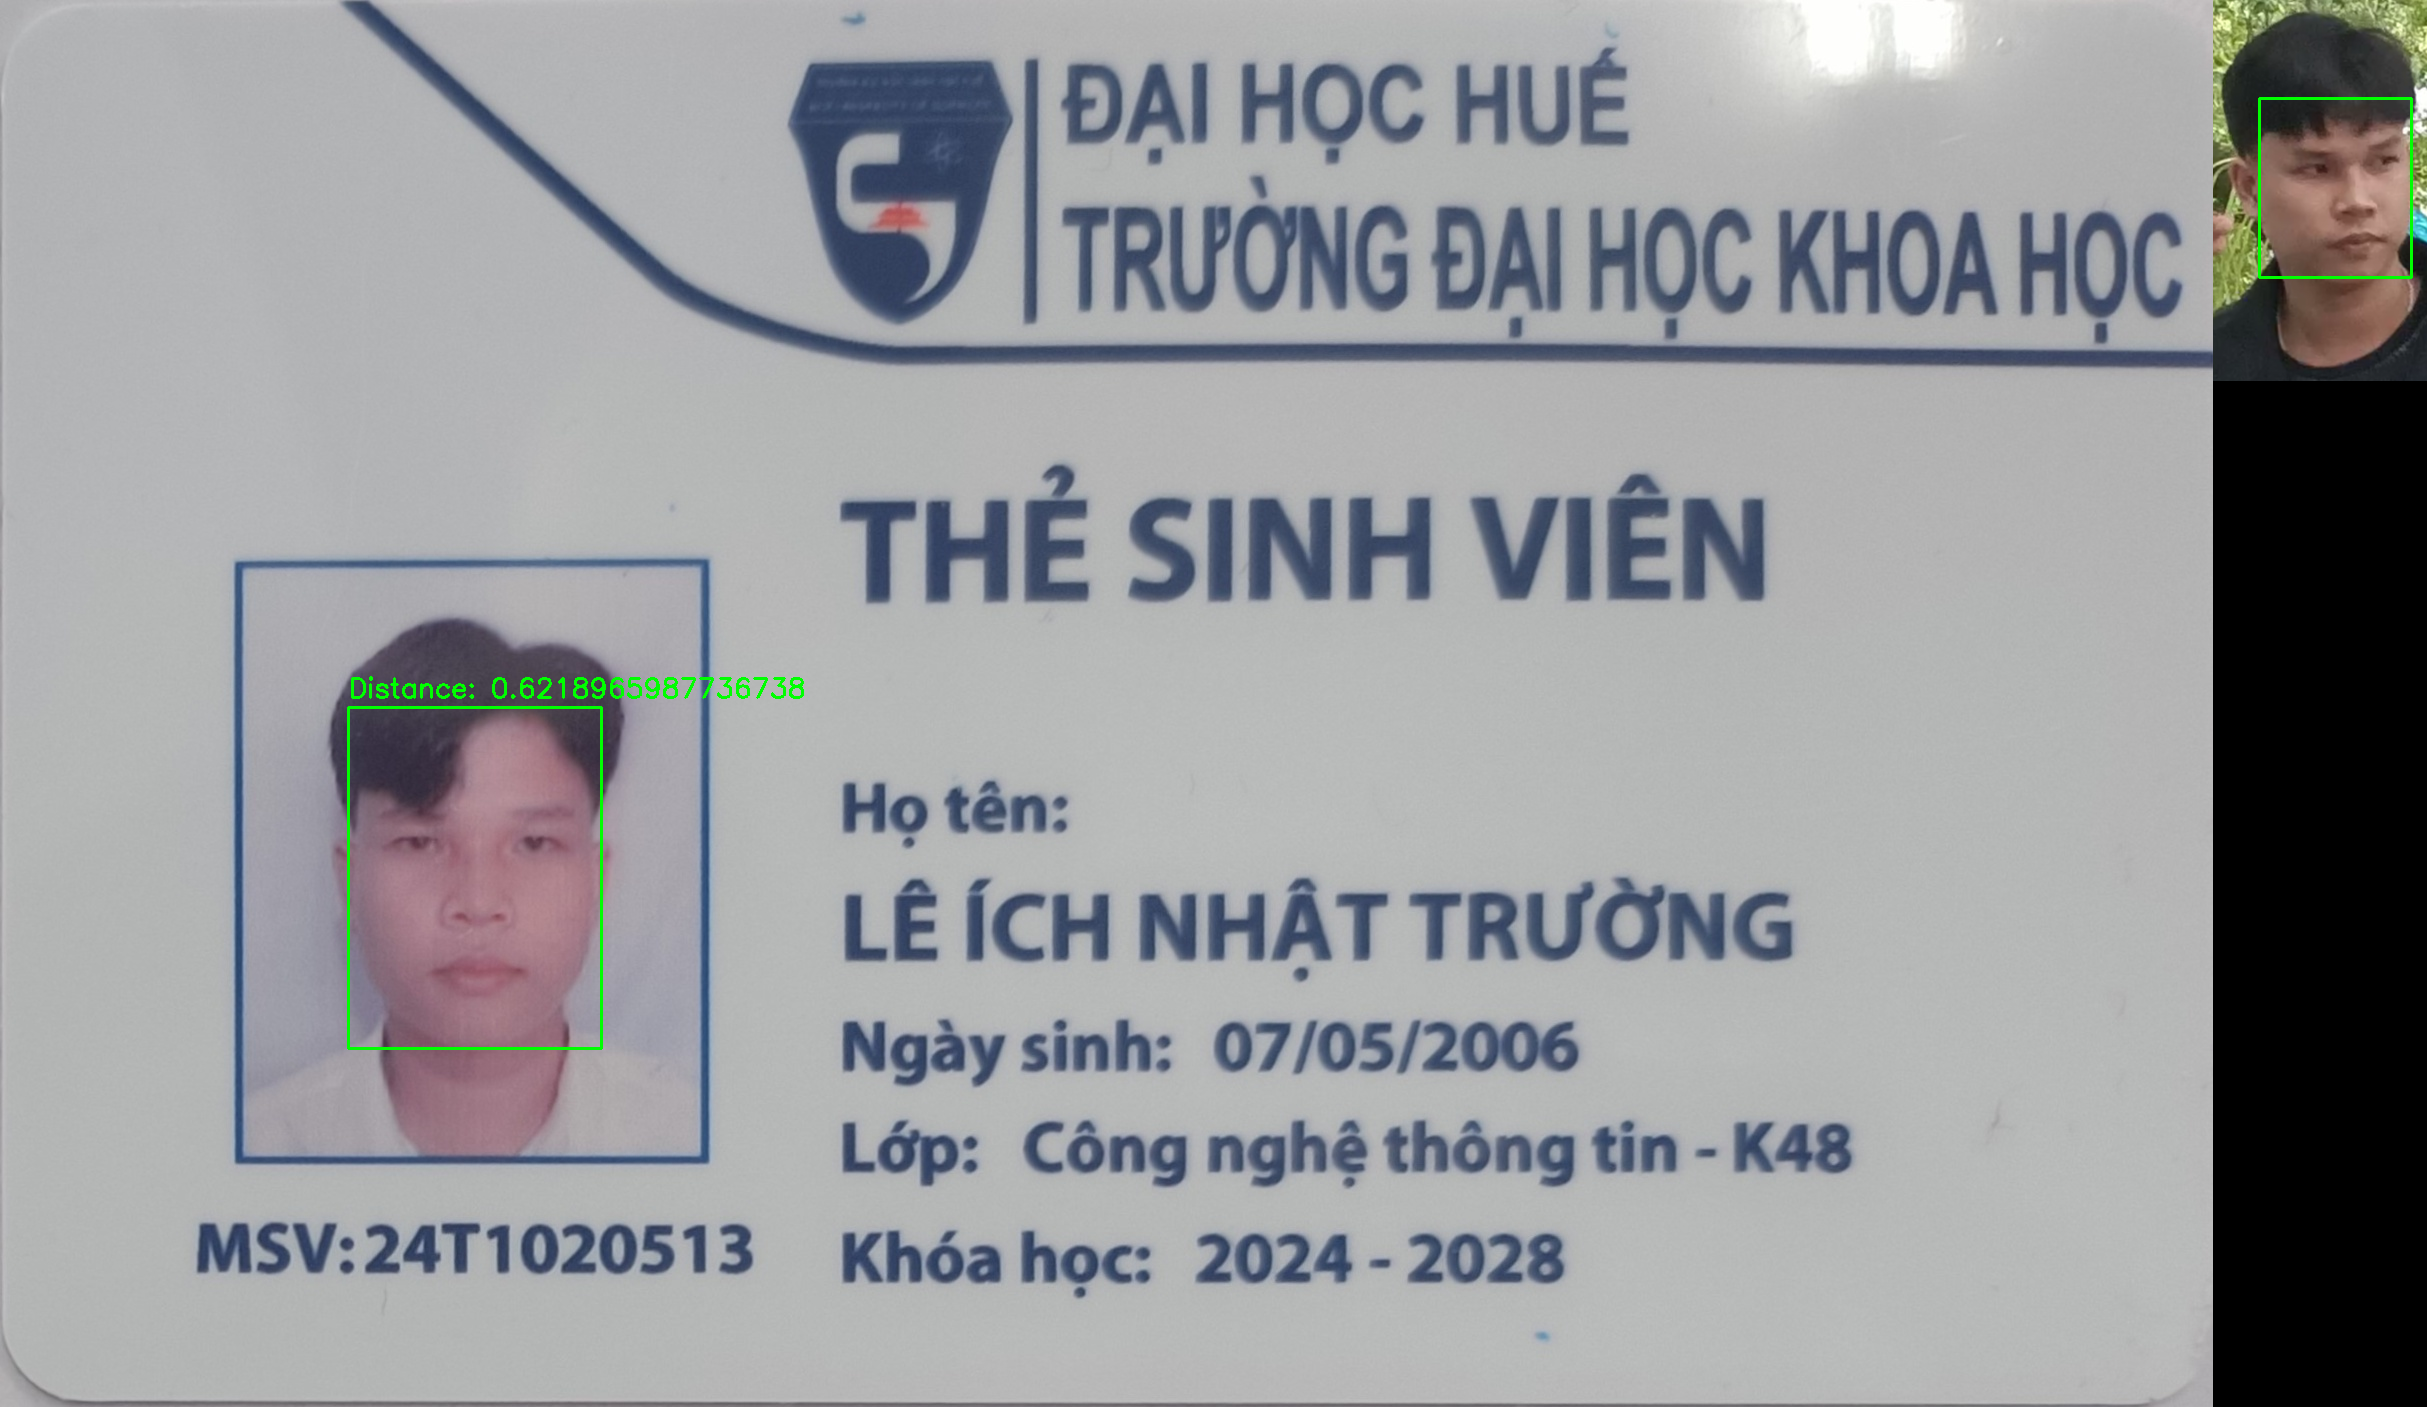 ĐẠI HỌC HUẾ
TRƯỜNG ĐẠI HỌC KHOA HỌC
THẺ SINH VIÊN
Distance: 0.6218965987736738
Họ tên:
LÊ ÍCH NHẬT TRƯỜNG
Ngày sinh: 07/05/2006
Lớp: Công nghệ thông tin - K48
Khóa học: 2024 - 2028
MSV: 24T1020513